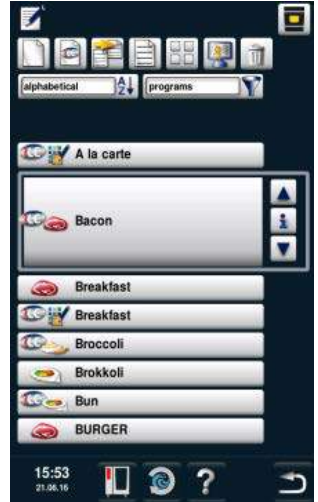 alphabetical A Z programs
A la carte
Bacon
i
Breakfast
Breakfast
Broccoli
Brokkoli
Bun
BURGER
15:53
21.06.16
?